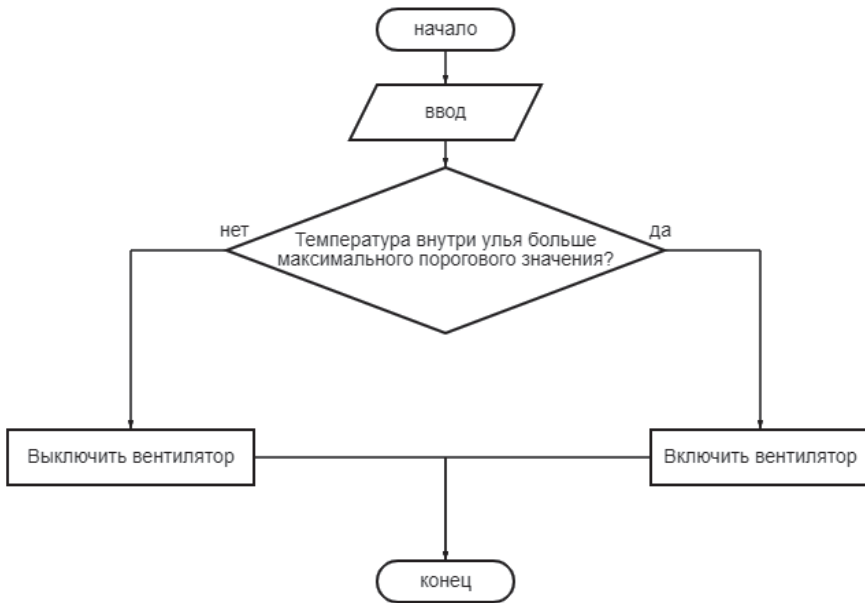 начало
ввод
нет
да
Температура внутри улья больше
максимального порогового значения?
Выключить вентилятор
Включить вентилятор
конец